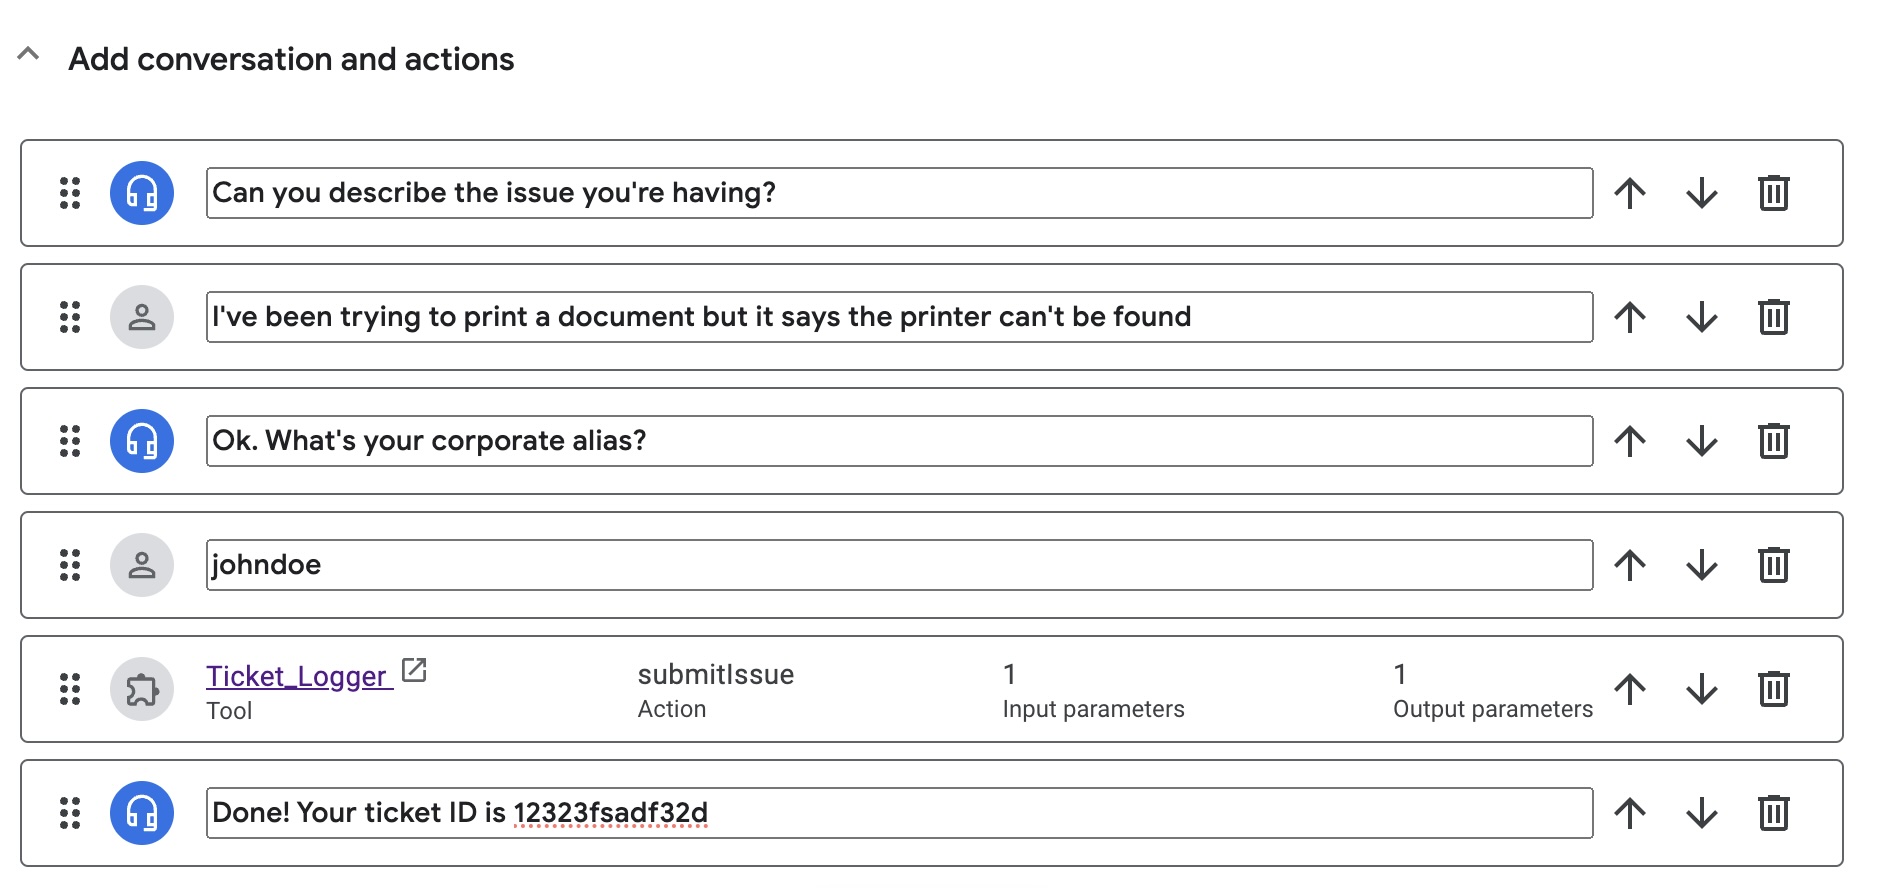 Add conversation and actions
Can you describe the issue you're having?
I've been trying to print a document but it says the printer can't be found
Ok. What's your corporate alias?
johndoe
Ticket_Logger submitIssue 1 1
Tool Action Input parameters Output parameters
Done! Your ticket ID is 12323fsadf32d